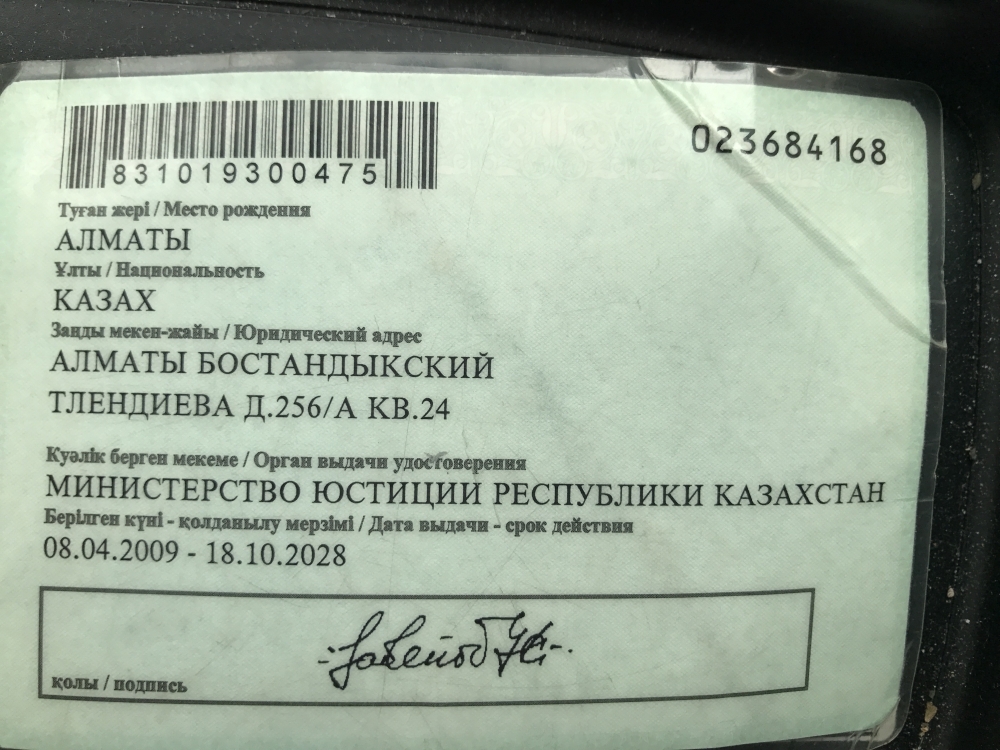 023684168
831019300475
Туған жері / Место рождения
АЛМАТЫ
Ұлты / Национальность
КАЗАХ
Заңды мекен-жайы / Юридический адрес
АЛМАТЫ БОСТАНДЫКСКИЙ
ТЛЕНДИЕВА Д.256/А КВ.24
Куәлік берген мекеме / Орган выдачи удостоверения
МИНИСТЕРСТВО ЮСТИЦИИ РЕСПУБЛИКИ КАЗАХСТАН
Берілген күні - қолданылу мерзімі / Дата выдачи - срок действия
08.04.2009 - 18.10.2028
қолы / подпись